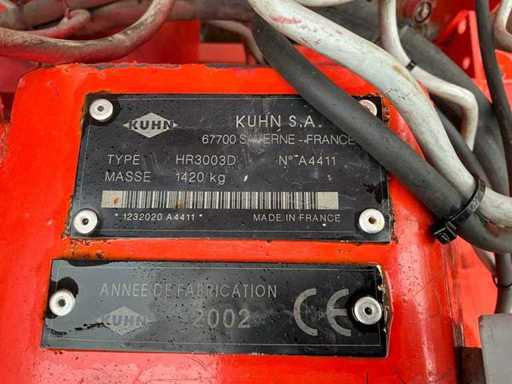 KUHN KUHN S.A.
67700 SAVERNE - FRANCE
TYPE HR3003D N° A4411
MASSE 1420 kg
*1232020 A4411* MADE IN FRANCE
ANNEE DE FABRICATION
KUHN 2002 CE